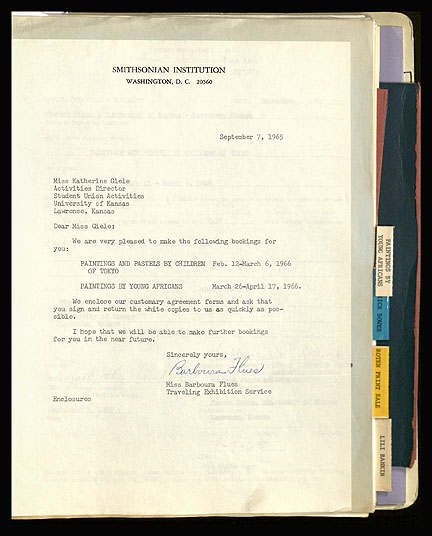 SMITHSONIAN INSTITUTION
WASHINGTON, D. C. 20560
September 7, 1965
Miss Katherine Giele
Activities Director
Student Union Activities
University of Kansas
Lawrence, Kansas
Dear Miss Giele:
We are very pleased to make the following bookings for
you:
PAINTINGS AND PASTELS BY CHILDREN Feb. 12-March 6, 1966
OF TOKYO
PAINTINGS BY YOUNG AFRICANS March 26-April 17, 1966.
We enclose our customary agreement forms and ask that
you sign and return the white copies to us as quickly as pos-
sible.
I hope that we will be able to make further bookings
for you in the near future.
Sincerely yours,
Barboura Flues
Miss Barboura Flues
Traveling Exhibition Service
Enclosures
PAINTINGS BY
YOUNG AFRICANS
ROTEN PRINT SALE
LILI RANKIN